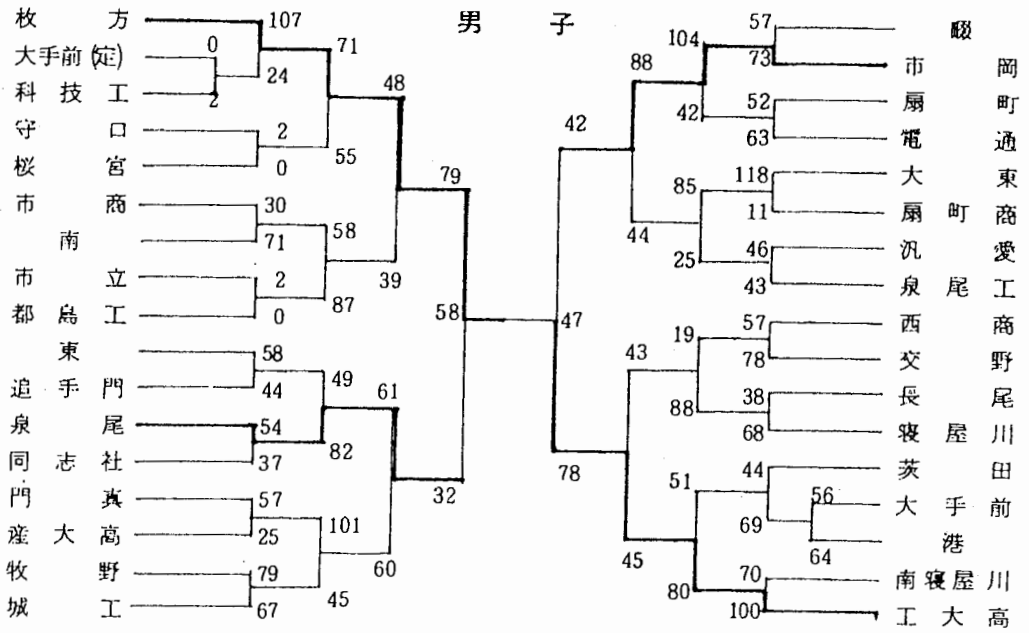 男子
枚方 107
大手前(定) 0
71
24
科技工 2
48
守口 2
55
桜宮 0
79
市商 30
58
南 71
39
市立 2
87
都島工 0
58
東 58
49
追手門 44
61
泉尾 54
82
同志社 37
32
門真 57
101
産大高 25
60
牧野 79
45
城工 67
57 畷
104
73 市岡
88
52 扇町
42
63 電通
42
118 大東
85
11 扇町商
44
46 汎愛
25
43 泉尾工
47
57 西商
19
78 交野
43
38 長尾
88
68 寝屋川
78
44 茨田
51
56 大手前
69
64 港
45
70 南寝屋川
80
100 工大高